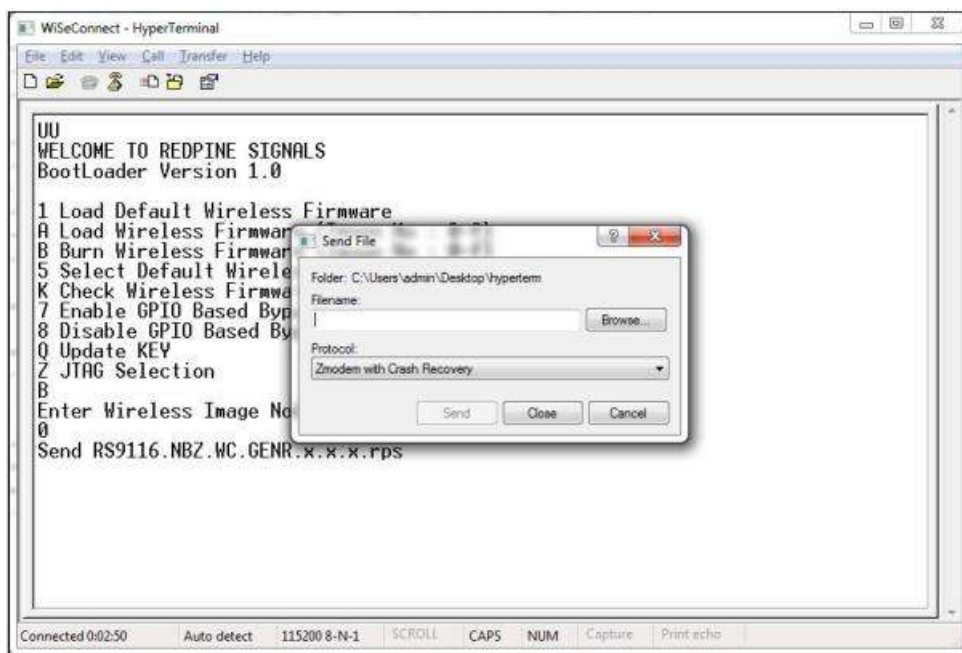 WiSeConnect - HyperTerminal
File Edit View Call Transfer Help
UU
WELCOME TO REDPINE SIGNALS
BootLoader Version 1.0
1 Load Default Wireless Firmware
A Load Wireless Firmwar
B Burn Wireless Firmwar
5 Select Default Wirele
K Check Wireless Firmwa
7 Enable GPIO Based Byp
8 Disable GPIO Based By
Q Update KEY
Z JTAG Selection
B
Enter Wireless Image No
0
Send RS9116.NBZ.WC.GENR.x.x.x.rps
Send File
Folder: C:\Users\admin\Desktop\hyperterm
Filename:
Browse...
Protocol:
Zmodem with Crash Recovery
Send Close Cancel
Connected 0:02:50 Auto detect 115200 8-N-1 SCROLL CAPS NUM Capture Print echo